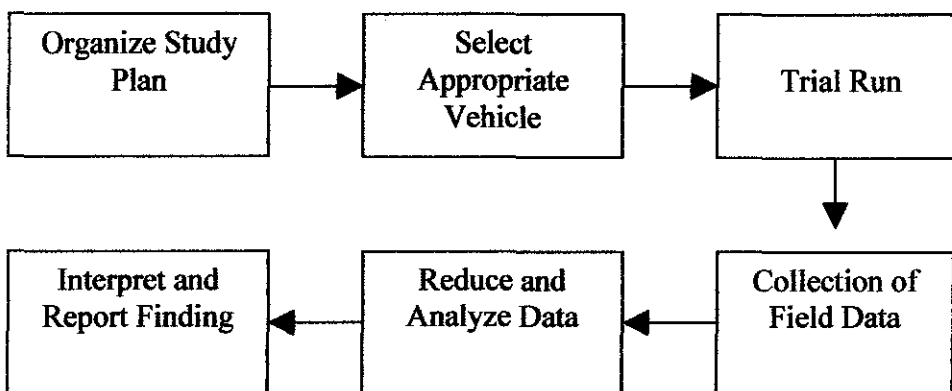 Organize Study
Plan
Select
Appropriate
Vehicle
Trial Run
Collection of
Field Data
Reduce and
Analyze Data
Interpret and
Report Finding